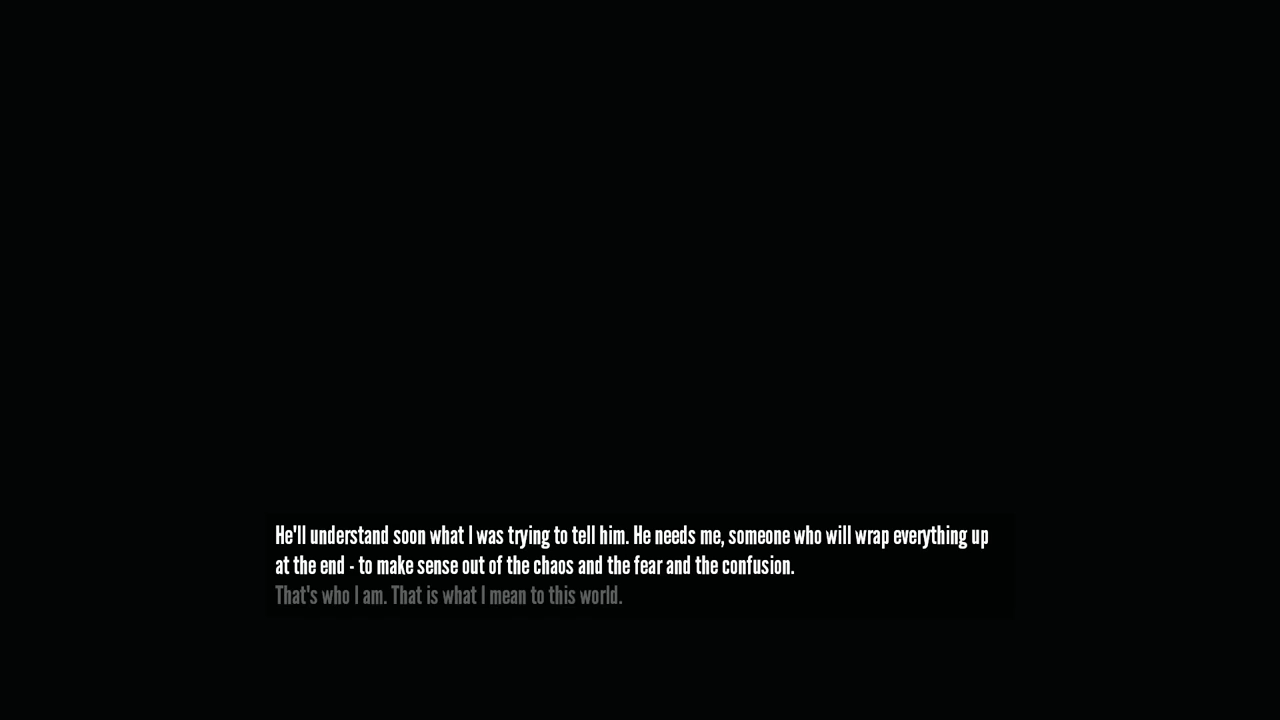 He'll understand soon what I was trying to tell him. He needs me, someone who will wrap everything up
at the end - to make sense out of the chaos and the fear and the confusion.
That's who I am. That is what I mean to this world.